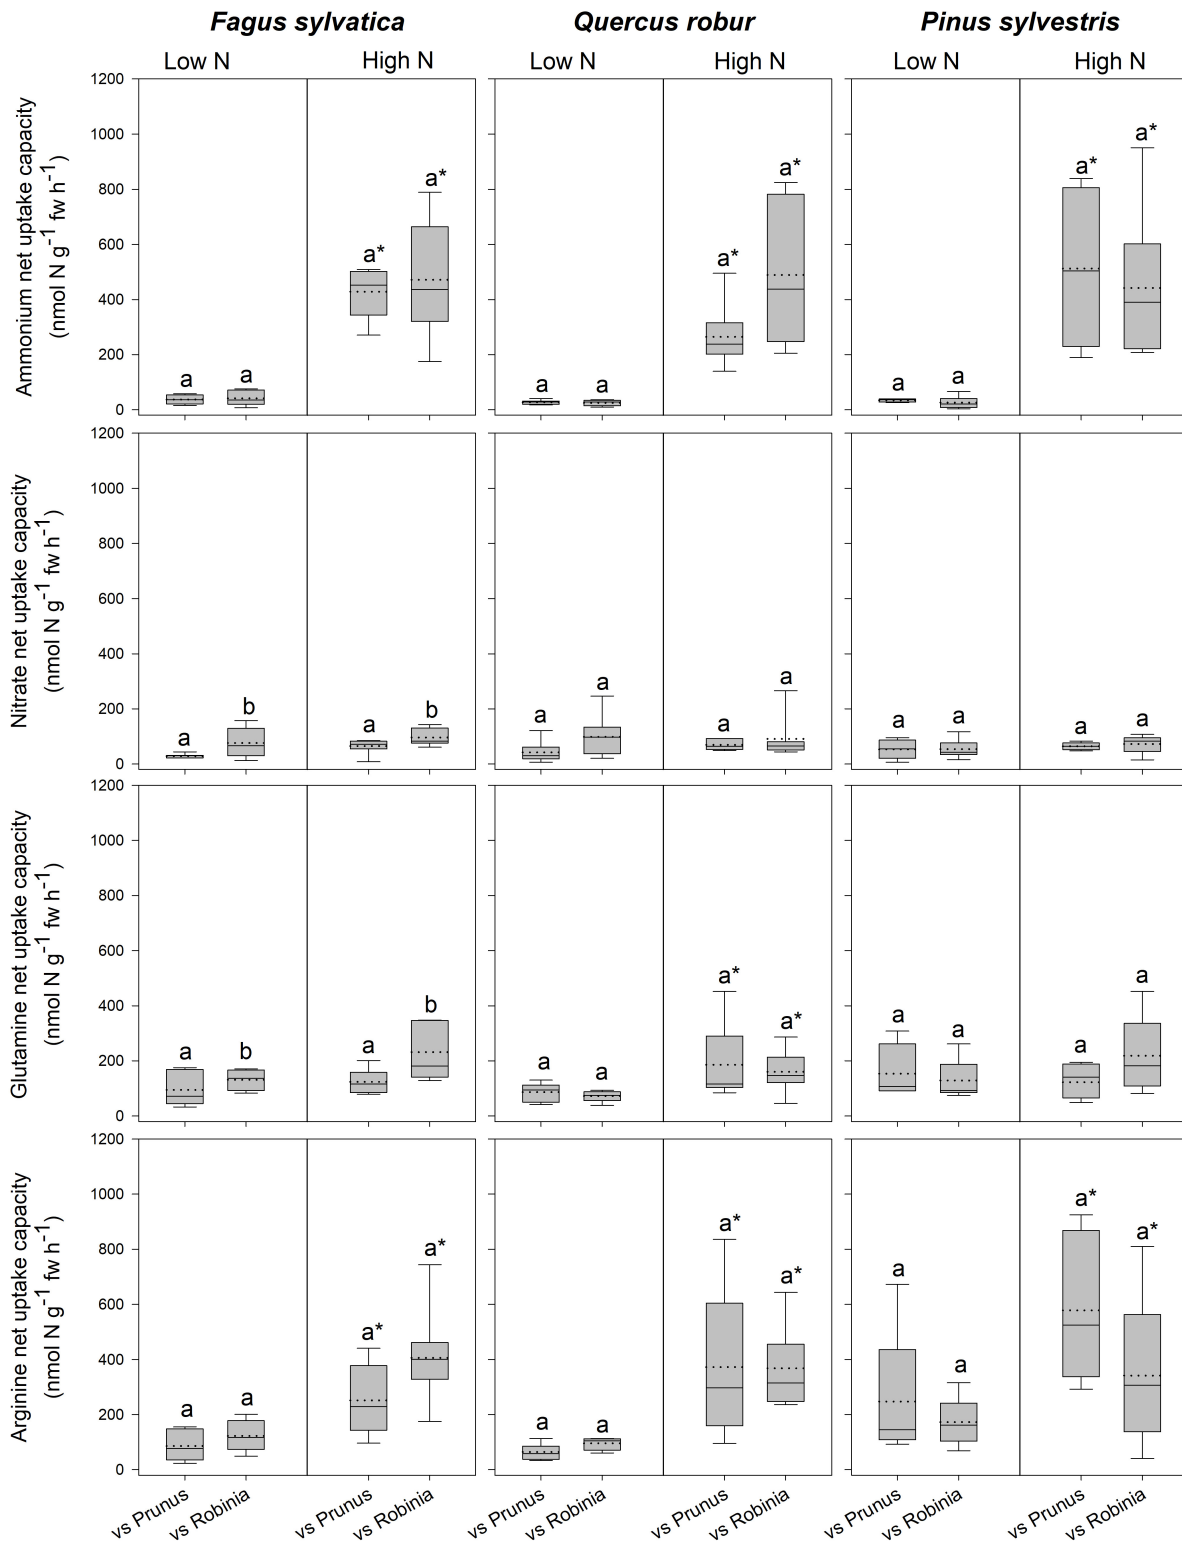 Fagus sylvatica Quercus robur Pinus sylvestris
Low N High N Low N High N Low N High N
Ammonium net uptake capacity
(nmol N g⁻¹ fw h⁻¹)
1200
1000
800
600
400
200
0
a a a* a* a a a* a* a a a* a*
Nitrate net uptake capacity
(nmol N g⁻¹ fw h⁻¹)
1200
1000
800
600
400
200
0
a b a b a a a a a a a a
Glutamine net uptake capacity
(nmol N g⁻¹ fw h⁻¹)
1200
1000
800
600
400
200
0
a b a b a a a* a* a a a a
Arginine net uptake capacity
(nmol N g⁻¹ fw h⁻¹)
1200
1000
800
600
400
200
0
a a a* a* a a a* a* a a a* a*
vs Prunus vs Robinia vs Prunus vs Robinia vs Prunus vs Robinia vs Prunus vs Robinia vs Prunus vs Robinia vs Prunus vs Robinia